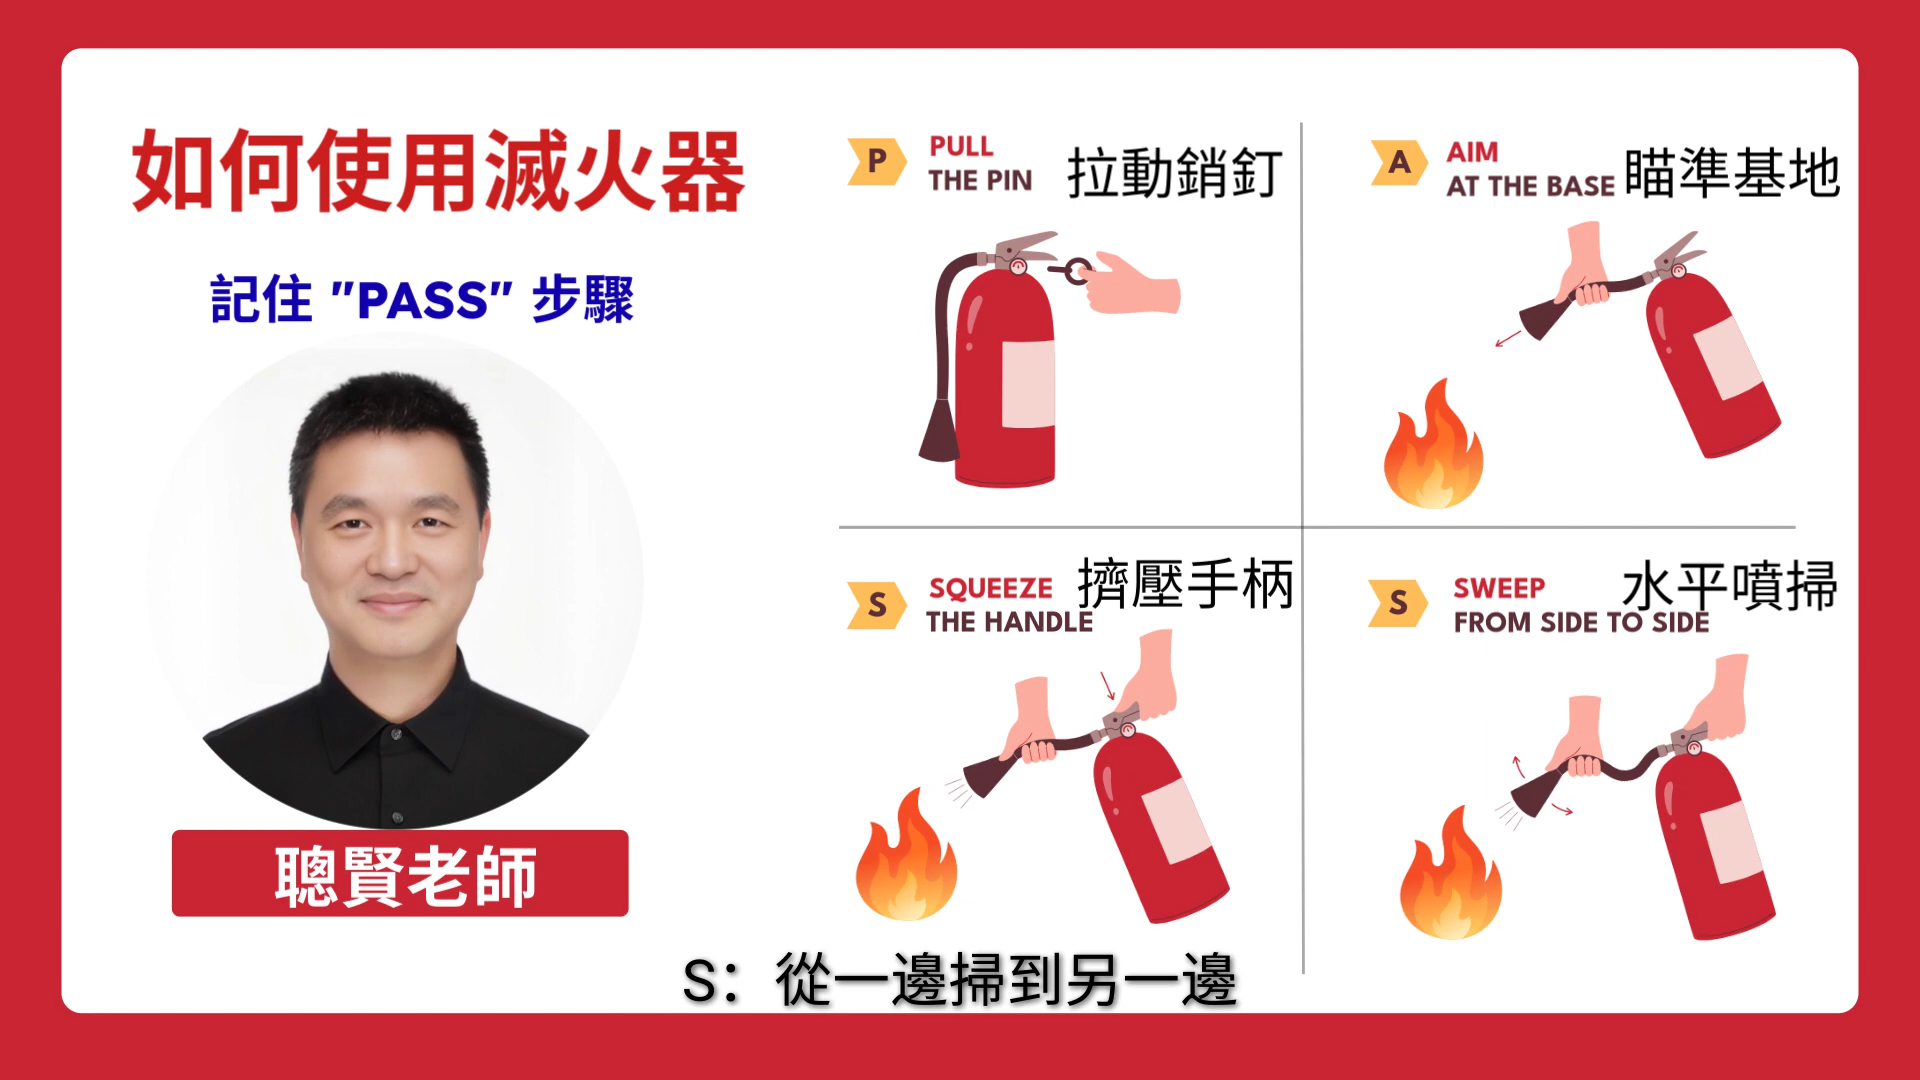 如何使用滅火器
記住 "PASS" 步驟
聰賢老師
P
PULL
THE PIN
拉動銷釘
A
AIM
AT THE BASE
瞄準基地
S
SQUEEZE
THE HANDLE
擠壓手柄
S
SWEEP
FROM SIDE TO SIDE
水平噴掃
S：從一邊掃到另一邊